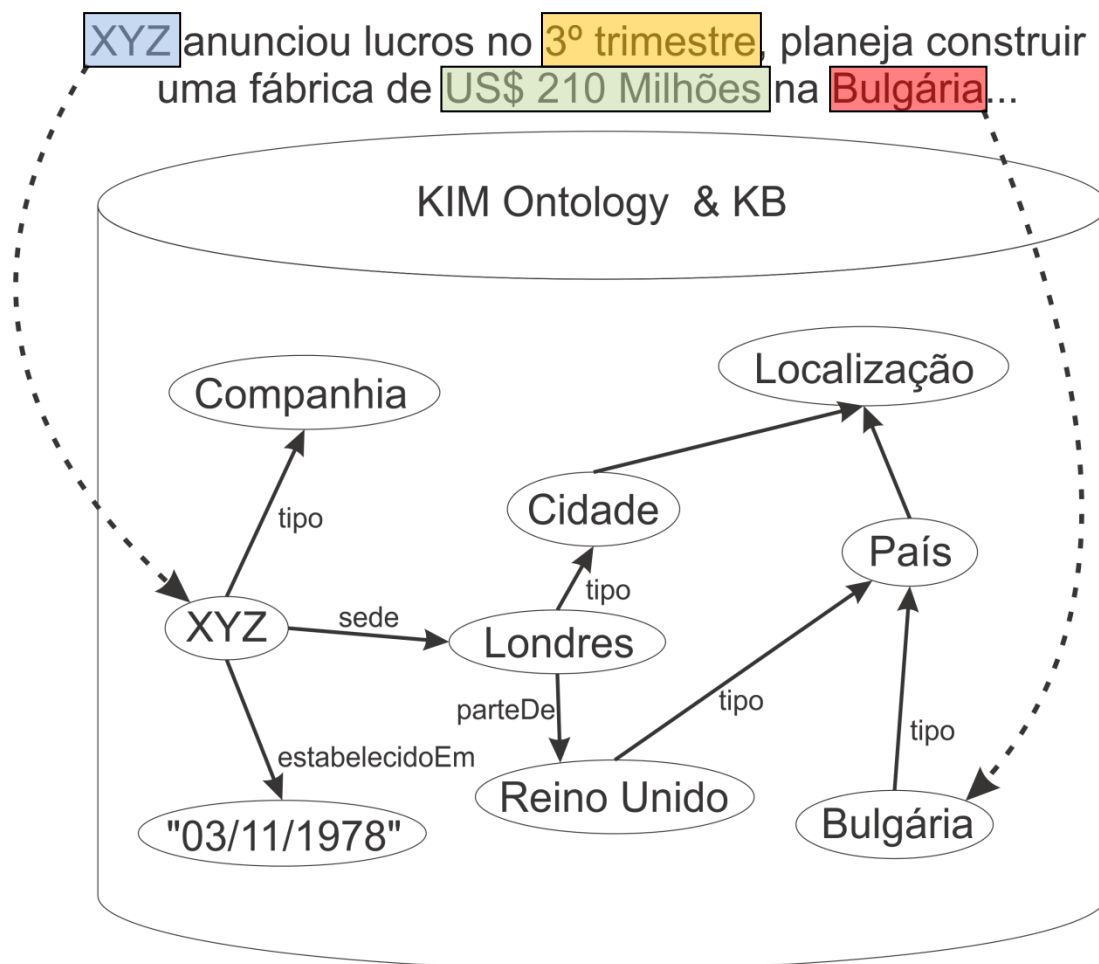 XYZ anunciou lucros no 3º trimestre, planeja construir
uma fábrica de US$ 210 Milhões na Bulgária...
KIM Ontology & KB
Localização
Companhia
Cidade
tipo
País
tipo
XYZ
sede
Londres
parteDe
tipo
tipo
estabelecidoEm
Reino Unido
Bulgária
"03/11/1978"